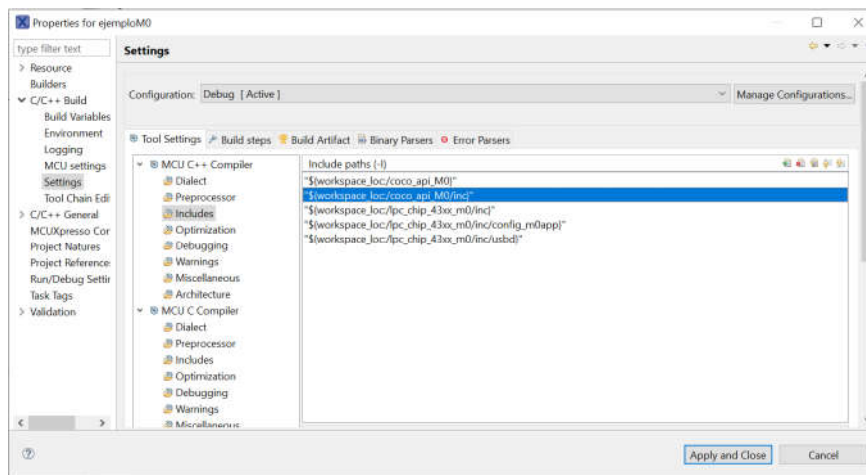 Properties for ejemploM0
type filter text
Settings
Resource
Builders
C/C++ Build
Build Variables
Environment
Logging
MCU settings
Settings
Tool Chain Edi
C/C++ General
MCUXpresso Cor
Project Natures
Project Reference
Run/Debug Settir
Task Tags
Validation
Configuration: Debug [ Active ]
Manage Configurations...
Tool Settings Build steps Build Artifact Binary Parsers Error Parsers
MCU C++ Compiler
Dialect
Preprocessor
Includes
Optimization
Debugging
Warnings
Miscellaneous
Architecture
MCU C Compiler
Dialect
Preprocessor
Includes
Optimization
Debugging
Warnings
Miscellaneous
Include paths (-I)
"${workspace_loc:/coco_api_M0}"
"${workspace_loc:/coco_api_M0/inc}"
"${workspace_loc:/lpc_chip_43xx_m0/inc}"
"${workspace_loc:/lpc_chip_43xx_m0/inc/config_m0app}"
"${workspace_loc:/lpc_chip_43xx_m0/inc/usbd}"
Apply and Close
Cancel